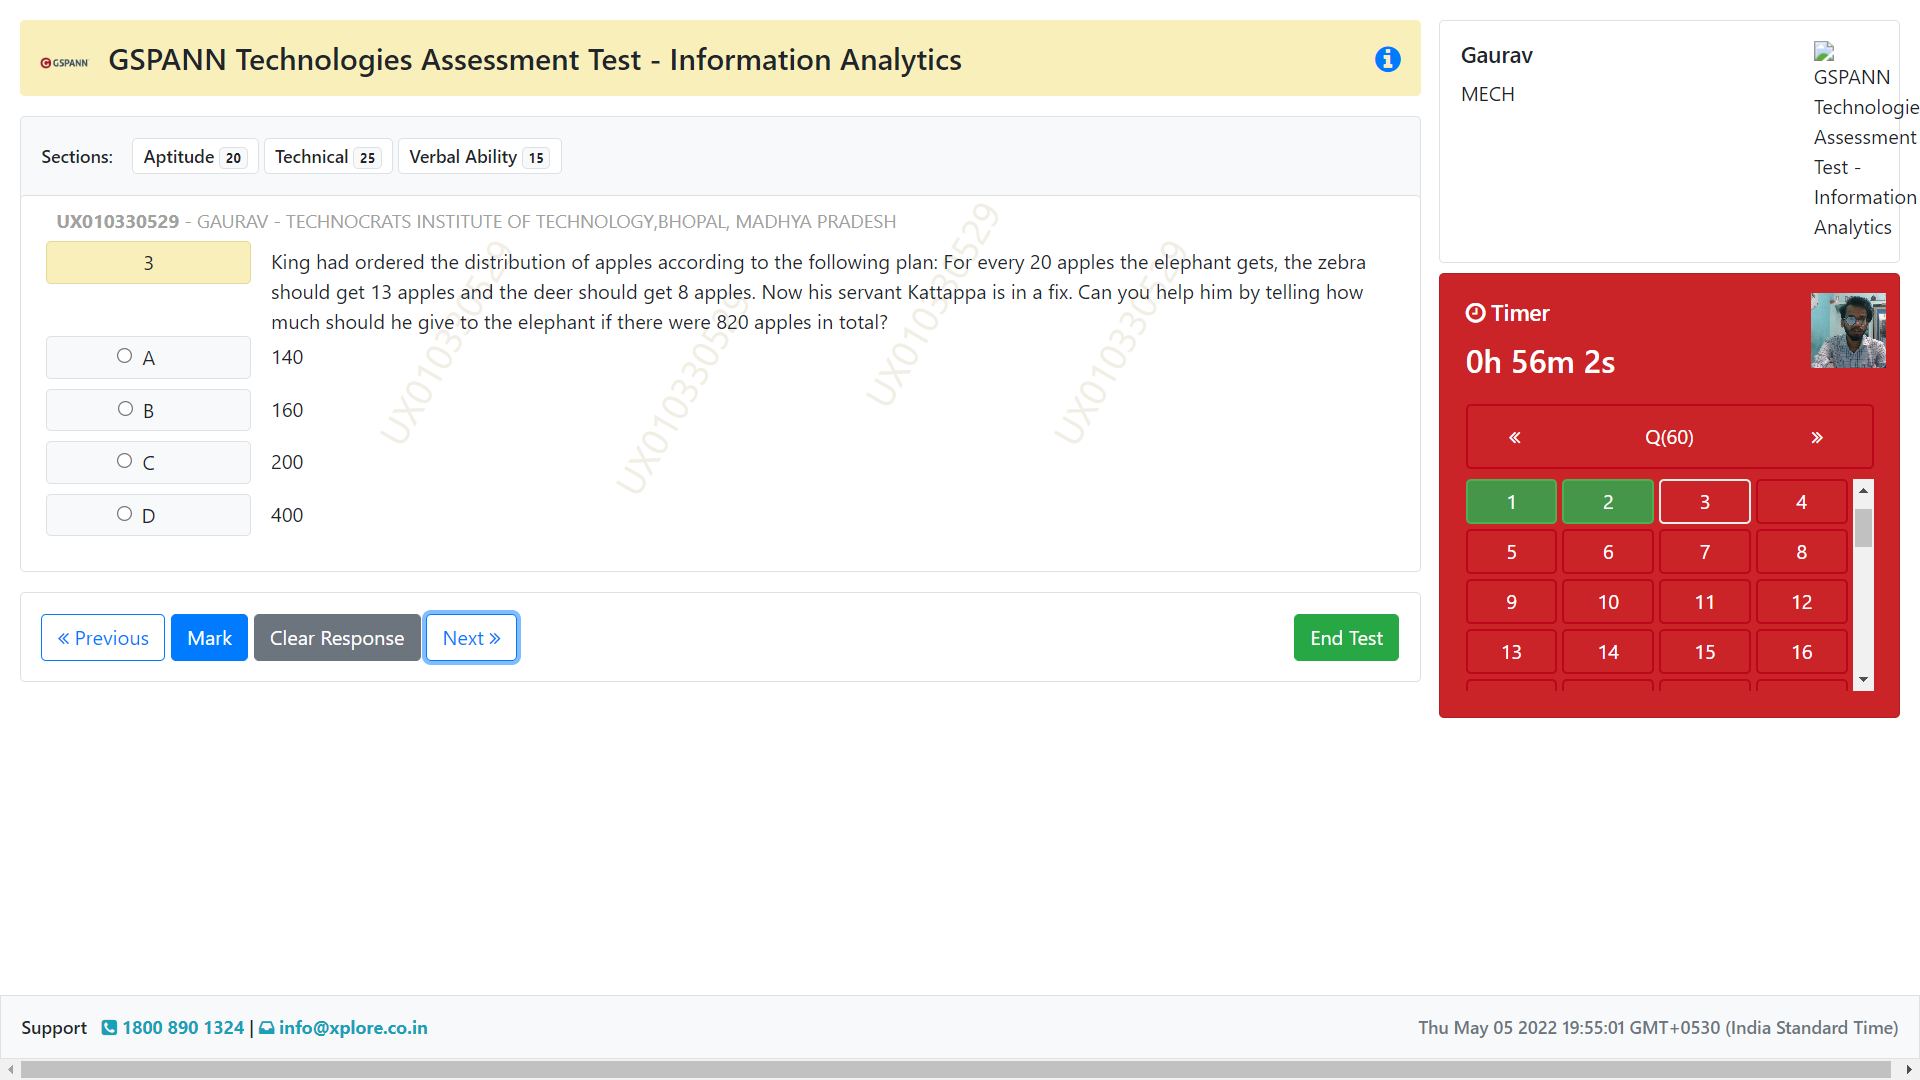 GSPANN
GSPANN Technologies Assessment Test - Information Analytics
Sections: Aptitude 20 Technical 25 Verbal Ability 15
UX010330529 - GAURAV - TECHNOCRATS INSTITUTE OF TECHNOLOGY,BHOPAL, MADHYA PRADESH
3
King had ordered the distribution of apples according to the following plan: For every 20 apples the elephant gets, the zebra
should get 13 apples and the deer should get 8 apples. Now his servant Kattappa is in a fix. Can you help him by telling how
much should he give to the elephant if there were 820 apples in total?
A 140
B 160
C 200
D 400
UX010330529
UX010330529
UX010330529
UX010330529
« Previous Mark Clear Response Next » End Test
Gaurav
MECH
GSPANN
Technologie
Assessment
Test -
Information
Analytics
Timer
0h 56m 2s
« Q(60) »
1 2 3 4
5 6 7 8
9 10 11 12
13 14 15 16
Support 1800 890 1324 | info@xplore.co.in
Thu May 05 2022 19:55:01 GMT+0530 (India Standard Time)